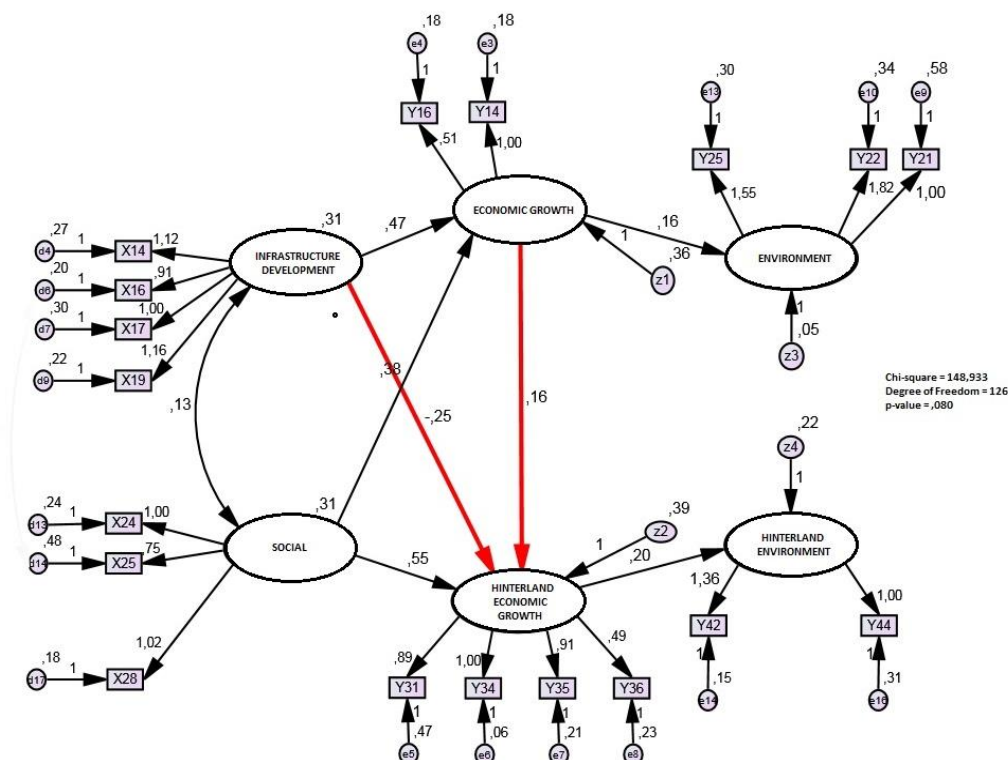 ,18
,18
e4
e3
1
1
Y16
Y14
,51
1,00
,30
,34
,58
e13
e10
e9
1
1
1
Y25
Y22
Y21
1,55
1,82
1,00
ECONOMIC GROWTH
,31
,47
,16
1
,36
z1
ENVIRONMENT
1
,05
z3
INFRASTRUCTURE
DEVELOPMENT
,27
d4
1
X14
1,12
,20
d6
1
X16
,91
,30
d7
1
X17
1,00
,22
d9
1
X19
1,16
,13
,38
-,25
,16
Chi-square = 148,933
Degree of Freedom = 126
p-value = ,080
,22
z4
1
,24
d13
1
X24
1,00
,31
,48
d14
1
X25
,75
SOCIAL
,18
d17
1
X28
1,02
,55
,39
z2
1
,20
HINTERLAND
ECONOMIC
GROWTH
HINTERLAND
ENVIRONMENT
1,36
1,00
Y42
Y44
1
1
,15
,31
e14
e16
,89
1,00
,91
,49
Y31
Y34
Y35
Y36
1
1
1
1
,47
,06
,21
,23
e5
e6
e7
e8